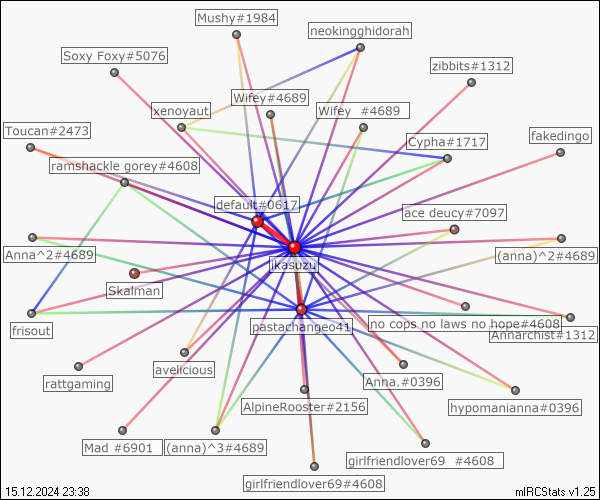 Mushy#1984
neokingghidorah
Soxy Foxy#5076
zibbits#1312
Wifey#4689
xenoyaut
Wifey #4689
Toucan#2473
fakedingo
Cypha#1717
ramshackle gorey#4608
default#0617
ace deucy#7097
Anna^2#4689
(anna)^2#4689
ikasuzu
Skalman
frisout
pastachangeo41
no cops no laws no hope#4608
Annarchist#1312
avelicious
rattgaming
Anna.#0396
AlpineRooster#2156
hypomanianna#0396
Mad #6901
(anna)^3#4689
girlfriendlover69 #4608
girlfriendlover69#4608
15.12.2024 23:38
mIRCStats v1.25